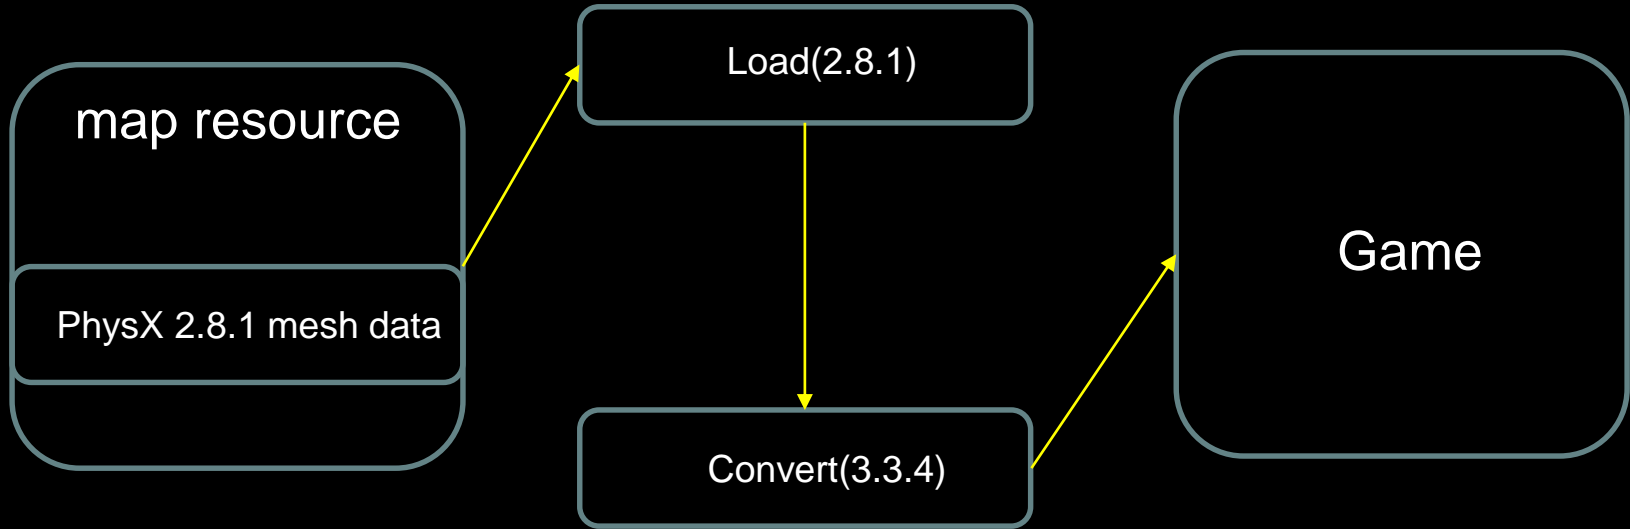 map resource
PhysX 2.8.1 mesh data
Load(2.8.1)
Convert(3.3.4)
Game